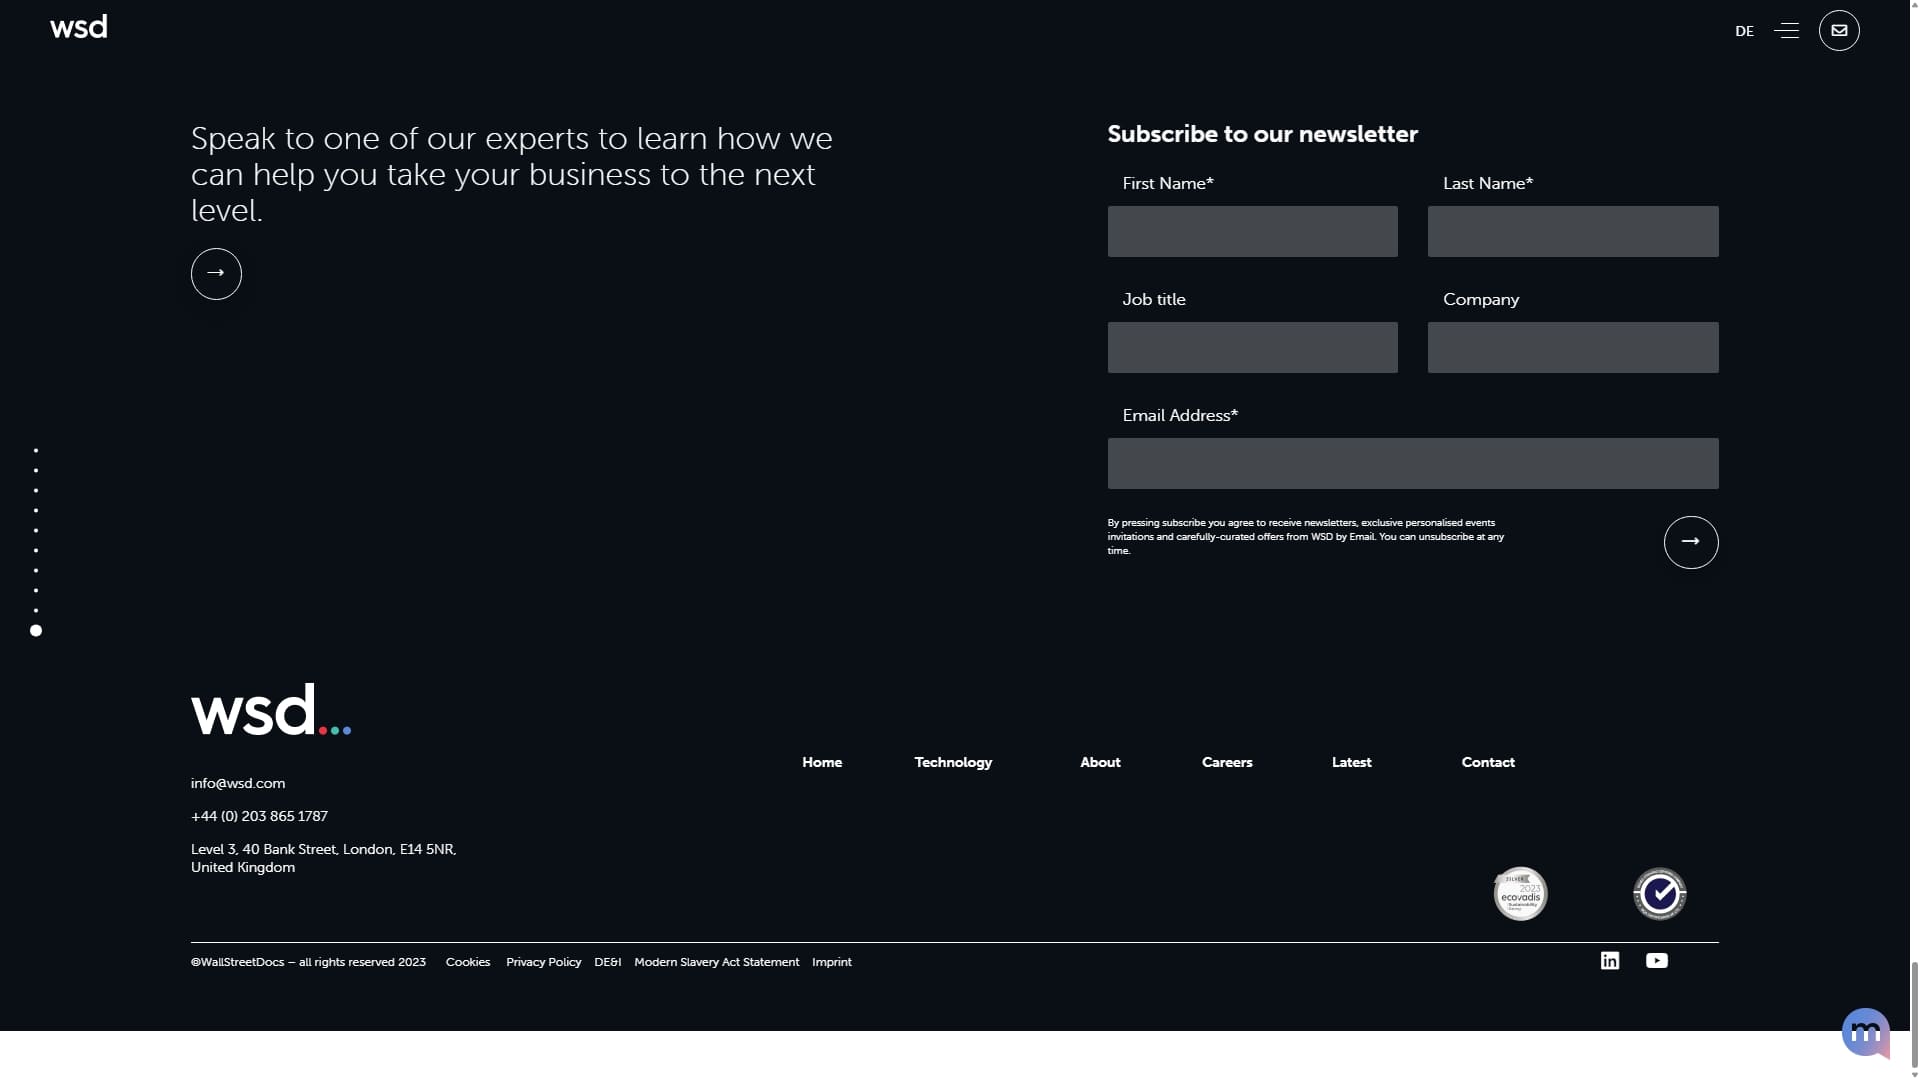 wsd
DE
Speak to one of our experts to learn how we
can help you take your business to the next
level.
Subscribe to our newsletter
First Name*
Last Name*
Job title
Company
Email Address*
By pressing subscribe you agree to receive newsletters, exclusive personalised events
invitations and carefully-curated offers from WSD by Email. You can unsubscribe at any
time.
wsd...
info@wsd.com
+44 (0) 203 865 1787
Level 3, 40 Bank Street, London, E14 5NR,
United Kingdom
Home
Technology
About
Careers
Latest
Contact
SILVER
2023
ecovadis
Sustainability
Rating
©WallStreetDocs – all rights reserved 2023
Cookies
Privacy Policy
DE&I
Modern Slavery Act Statement
Imprint
in
m